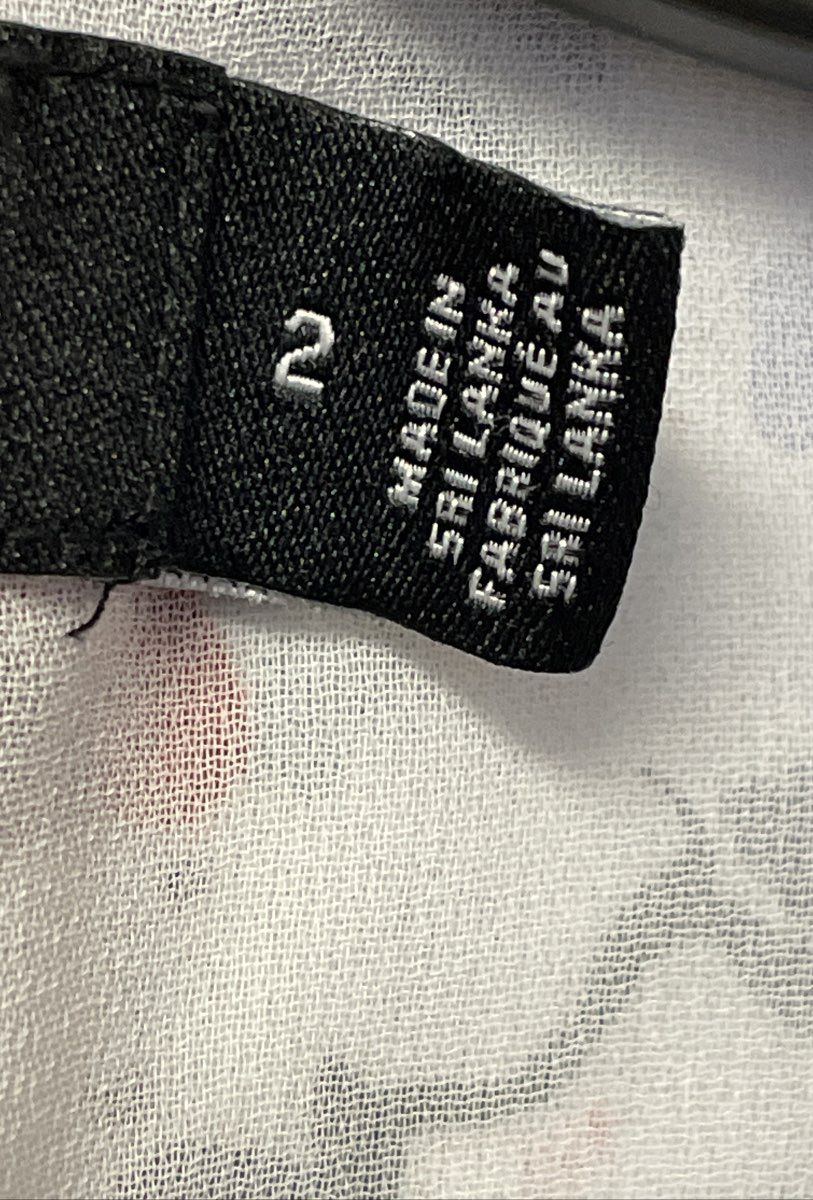 2
MADE IN
SRI LANKA
FABRIQUÉ AU
SRI LANKA